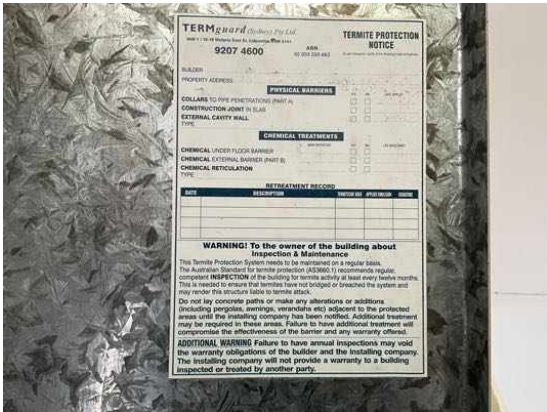 TERMguard (Sydney) Pty Ltd.
9207 4600
ABN
TERMITE PROTECTION
NOTICE
BUILDER
PROPERTY ADDRESS
PHYSICAL BARRIERS
COLLARS TO PIPE PENETRATIONS (PART A)
CONSTRUCTION JOINT IN SLAB
EXTERNAL CAVITY WALL
TYPE
CHEMICAL TREATMENTS
CHEMICAL UNDER FLOOR BARRIER
CHEMICAL EXTERNAL BARRIER (PART B)
CHEMICAL RETICULATION
TYPE
RETREATMENT RECORD
DATE DESCRIPTION SIGNATURE
WARNING! To the owner of the building about
Inspection & Maintenance
This Termite Protection System needs to be maintained on a regular basis.
The Australian Standard for termite protection (AS3660.1) recommends regular,
competent INSPECTION of the building for termite activity at least every twelve months.
This is needed to ensure that termites have not bridged or breached the system and
may render this structure liable to termite attack.
Do not lay concrete paths or make any alterations or additions
(including pergolas, awnings, verandahs etc) adjacent to the protected
areas until the installing company has been notified. Additional treatment
may be required in these areas. Failure to have additional treatment will
compromise the effectiveness of the barrier and any warranty offered.
ADDITIONAL WARNING Failure to have annual inspections may void
the warranty obligations of the builder and the installing company.
The installing company will not provide a warranty to a building
inspected or treated by another party.